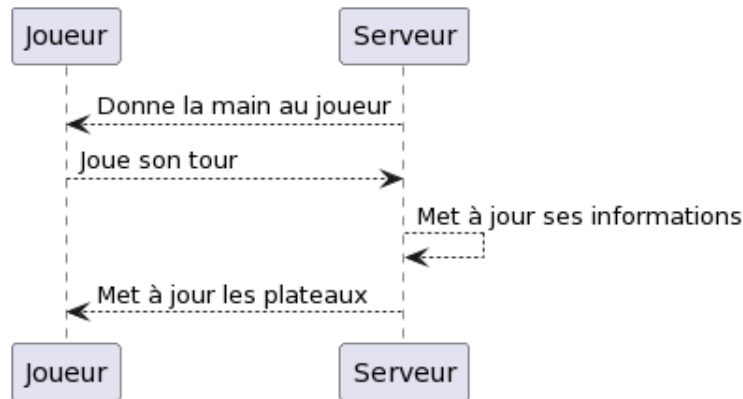 Joueur
Serveur
Donne la main au joueur
Joue son tour
Met à jour ses informations
Met à jour les plateaux
Joueur
Serveur